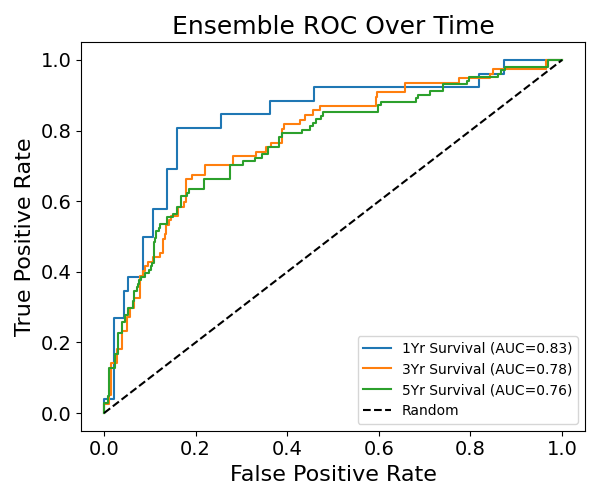 Ensemble ROC Over Time
True Positive Rate
1.0
0.8
0.6
0.4
0.2
0.0
1Yr Survival (AUC=0.83)
3Yr Survival (AUC=0.78)
5Yr Survival (AUC=0.76)
Random
0.0 0.2 0.4 0.6 0.8 1.0
False Positive Rate